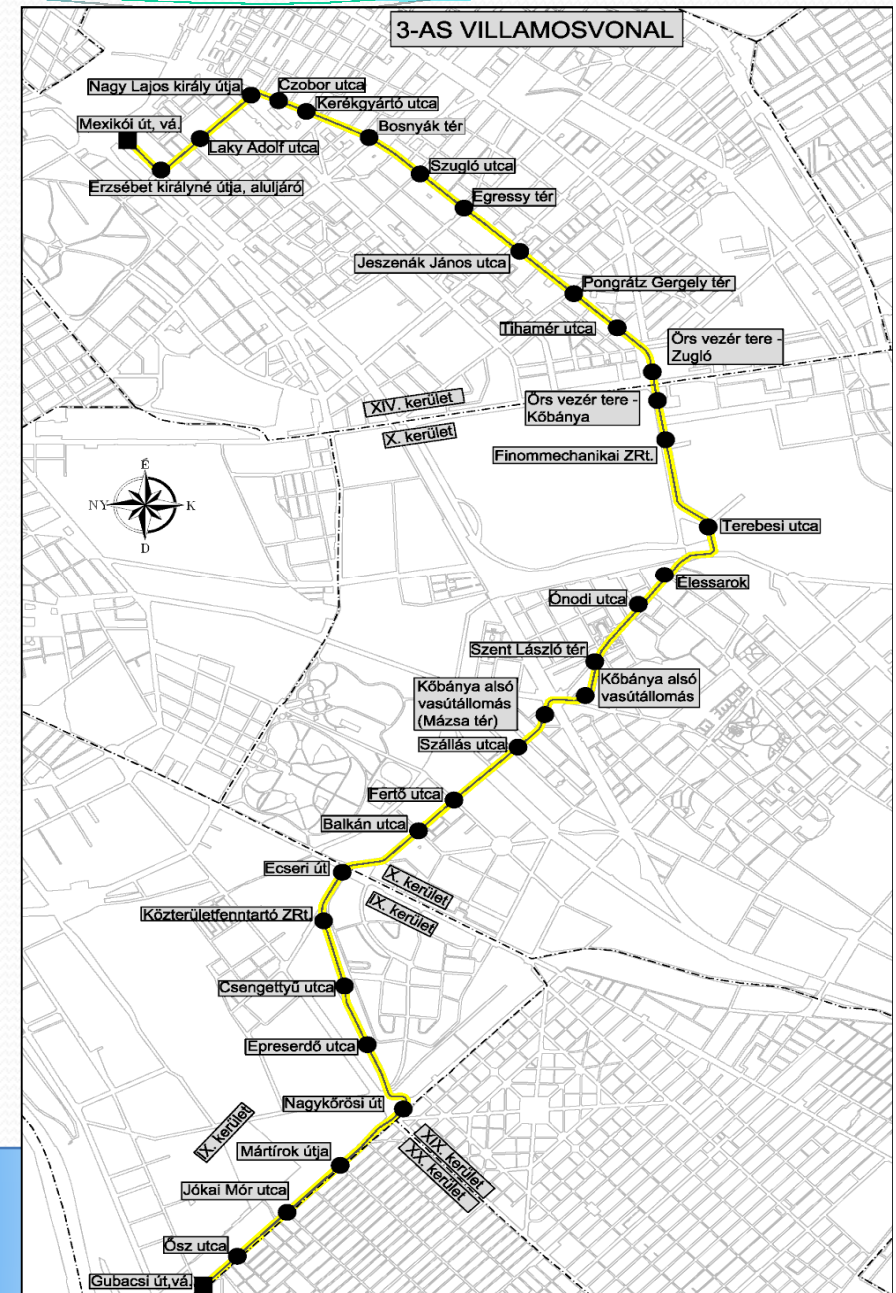 3-AS VILLAMOSVONAL
Nagy Lajos király útja
Czobor utca
Kerékgyártó utca
Mexikói út, vá.
Bosnyák tér
Laky Adolf utca
Szugló utca
Erzsébet királyné útja, aluljáró
Egressy tér
Jeszenák János utca
Pongrátz Gergely tér
Tihamér utca
Örs vezér tere -
Zugló
XIV. kerület
Örs vezér tere -
Kőbánya
X. kerület
Finommechanikai ZRt.
É
NY
K
D
Terebesi utca
Élessarok
Ónodi utca
Szent László tér
Kőbánya alsó
vasútállomás
Kőbánya alsó
vasútállomás
(Mázsa tér)
Szállás utca
Fertő utca
Balkán utca
Ecseri út
X. kerület
IX. kerület
Közterületfenntartó ZRt.
Csengettyű utca
Epreserdő utca
Nagykőrösi út
IX. kerület
XIX. kerület
XX. kerület
Mártírok útja
Jókai Mór utca
Ősz utca
Gubacsi út,vá.